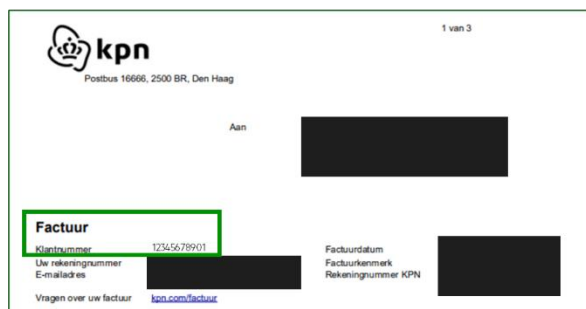 1 van 3
kpn
Postbus 16666, 2500 BR, Den Haag
Aan
Factuur
Klantnummer 12345678901
Uw rekeningnummer
E-mailadres
Factuurdatum
Factuurkenmerk
Rekeningnummer KPN
Vragen over uw factuur kpn.com/factuur